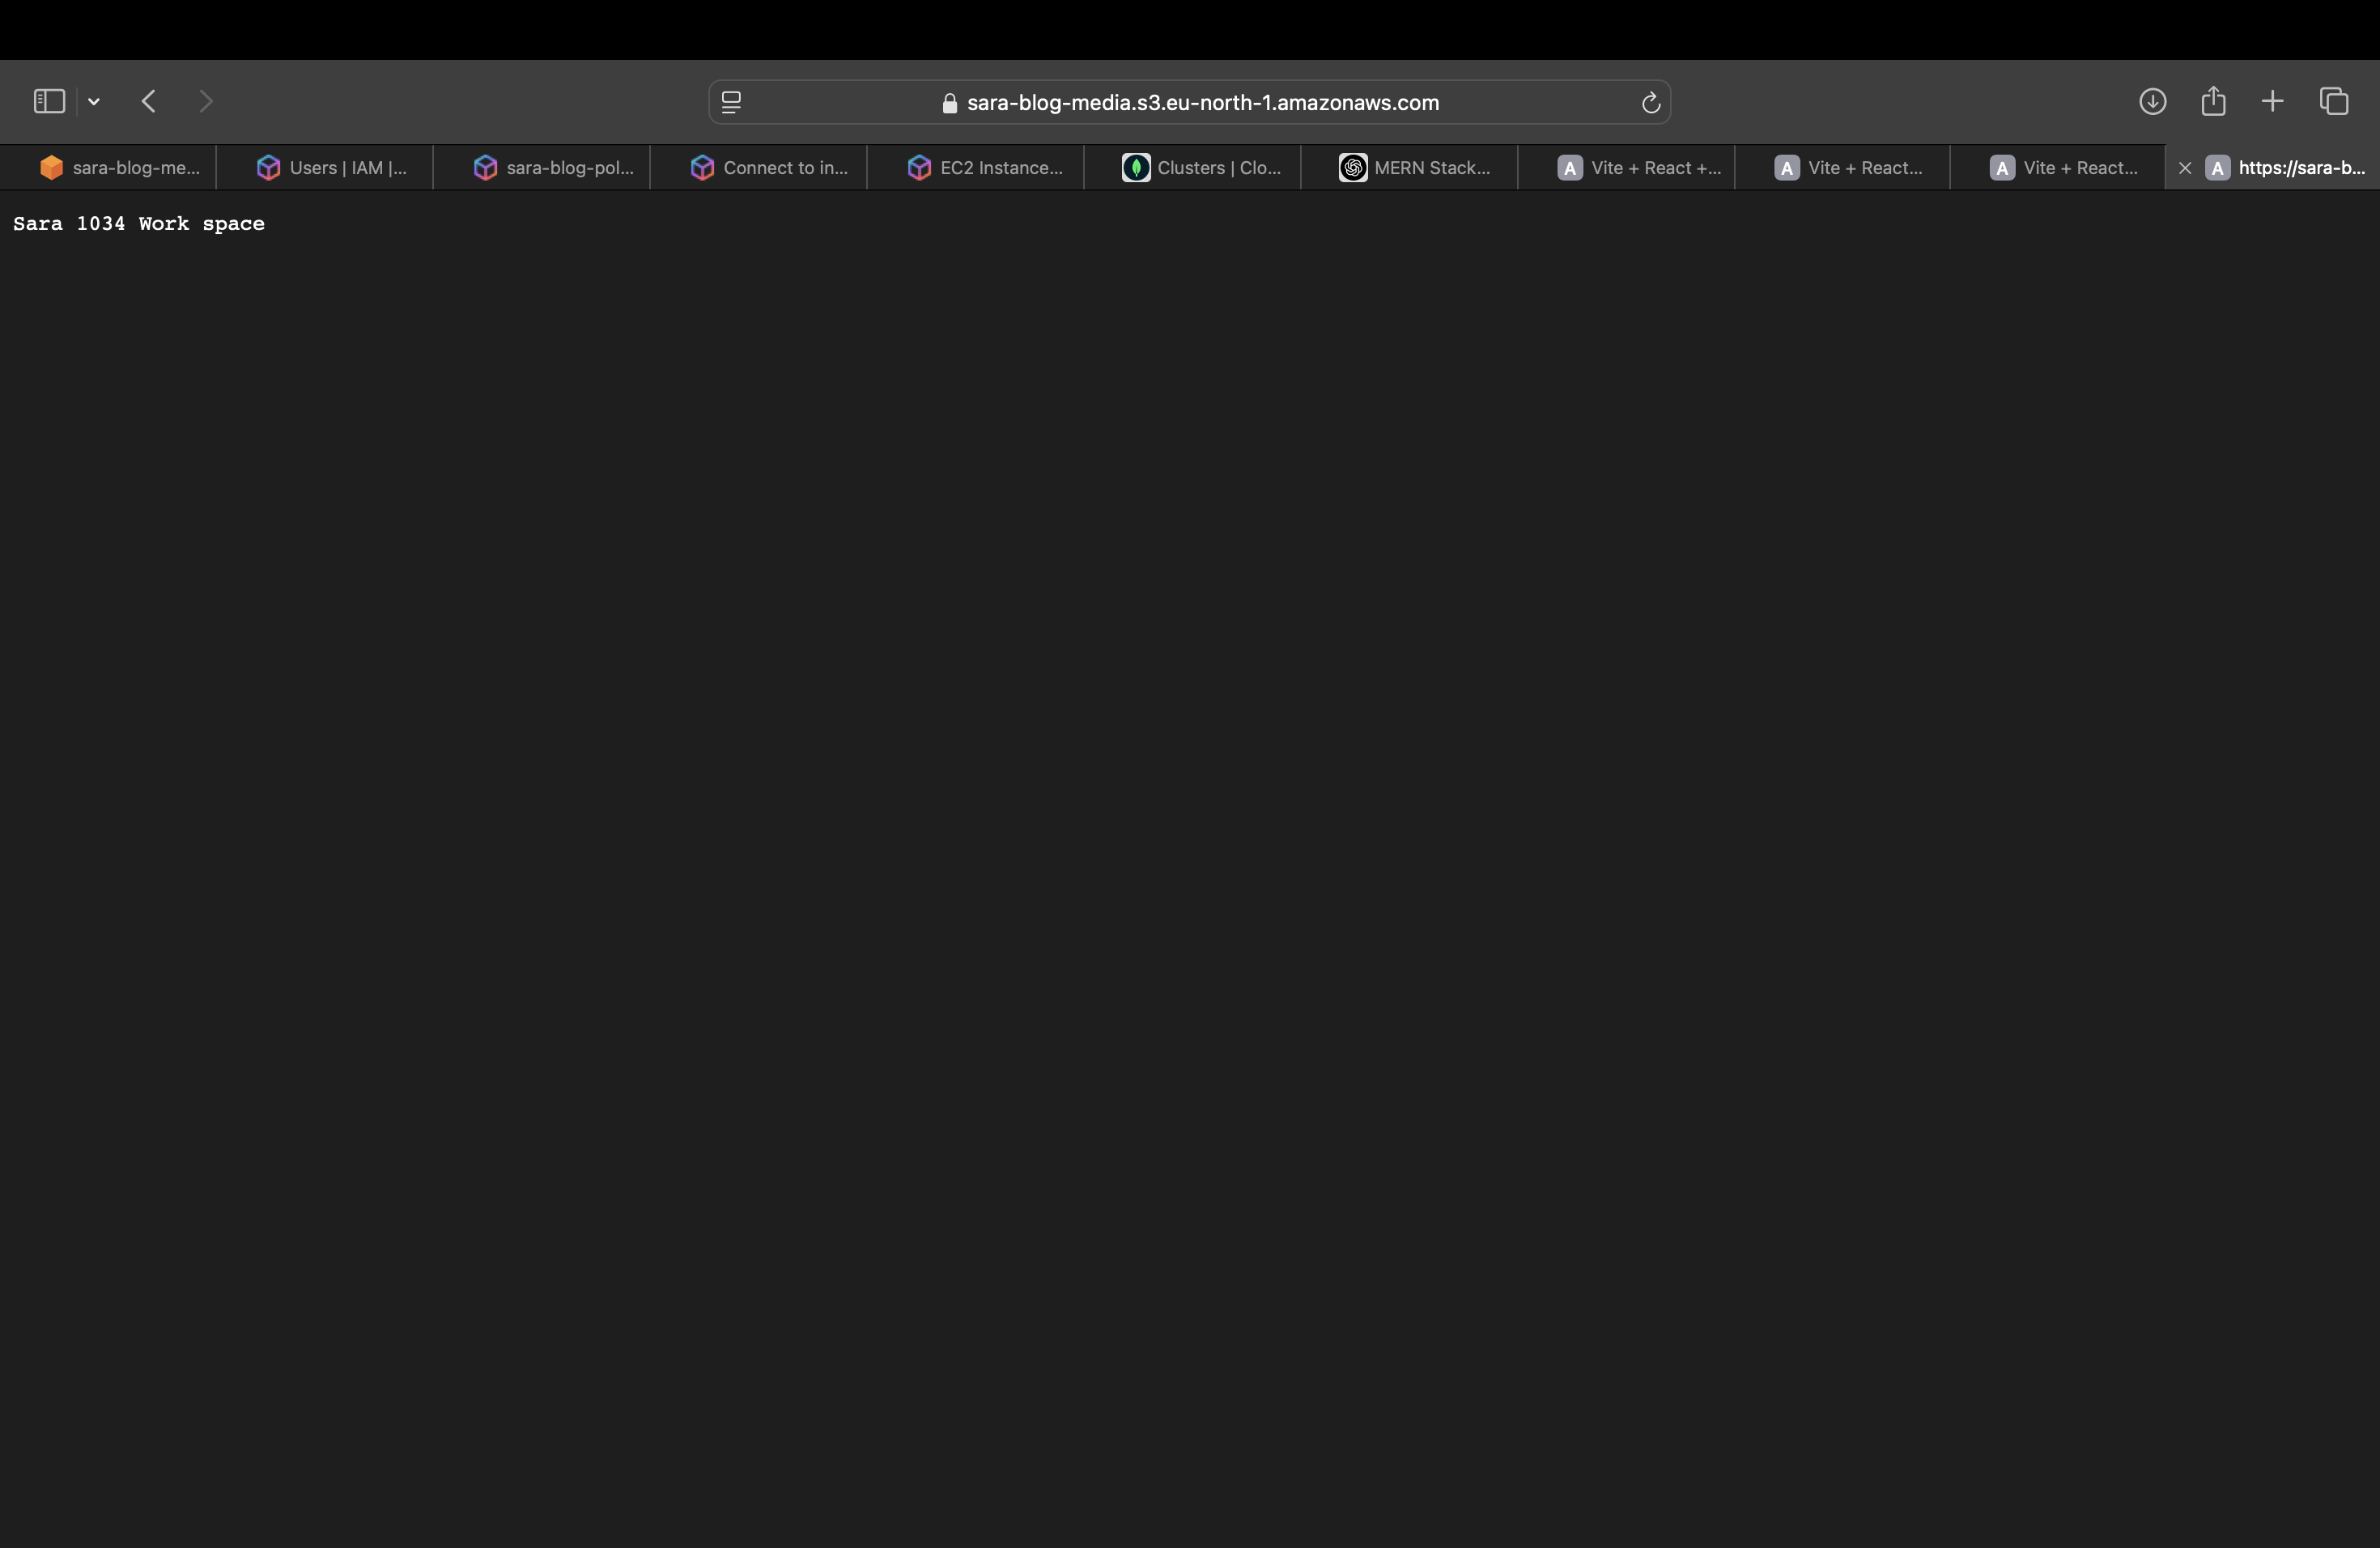 sara-blog-media.s3.eu-north-1.amazonaws.com
sara-blog-me...
Users | IAM |...
sara-blog-pol...
Connect to in...
EC2 Instance...
Clusters | Clo...
MERN Stack...
A Vite + React +...
A Vite + React...
A Vite + React...
A https://sara-b...
Sara 1034 Work space